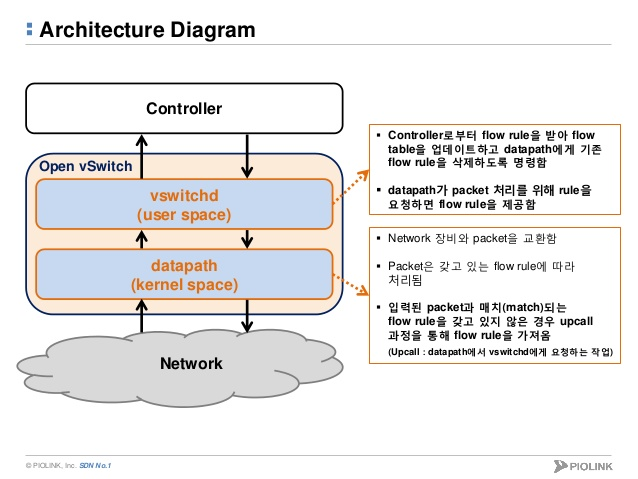 Architecture Diagram
Controller
Open vSwitch
vswitchd
(user space)
datapath
(kernel space)
Network
▪ Controller로부터 flow rule을 받아 flow
table을 업데이트하고 datapath에게 기존
flow rule을 삭제하도록 명령함
▪ datapath가 packet 처리를 위해 rule을
요청하면 flow rule을 제공함
▪ Network 장비와 packet을 교환함
▪ Packet은 갖고 있는 flow rule에 따라
처리됨
▪ 입력된 packet과 매치(match)되는
flow rule을 갖고 있지 않은 경우 upcall
과정을 통해 flow rule을 가져옴
(Upcall : datapath에서 vswitchd에게 요청하는 작업)
© PIOLINK, Inc. SDN No.1
PIOLINK